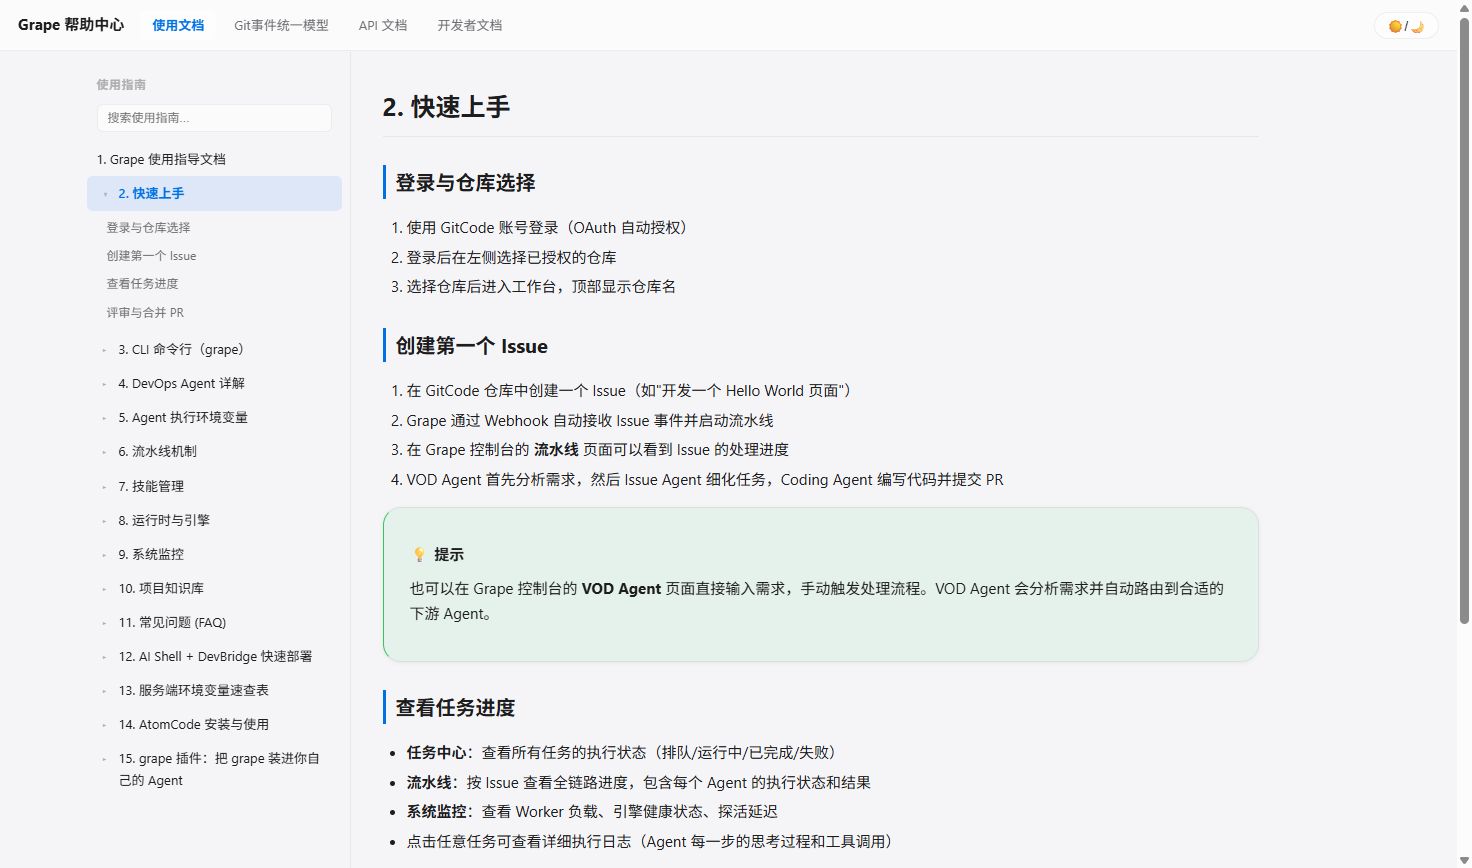 Grape 帮助中心
使用文档
Git事件统一模型
API 文档
开发者文档
/
使用指南
搜索使用指南...
1. Grape 使用指导文档
2. 快速上手
登录与仓库选择
创建第一个 Issue
查看任务进度
评审与合并 PR
3. CLI 命令行（grape）
4. DevOps Agent 详解
5. Agent 执行环境变量
6. 流水线机制
7. 技能管理
8. 运行时与引擎
9. 系统监控
10. 项目知识库
11. 常见问题 (FAQ)
12. AI Shell + DevBridge 快速部署
13. 服务端环境变量速查表
14. AtomCode 安装与使用
15. grape 插件：把 grape 装进你自
己的 Agent
2. 快速上手
登录与仓库选择
1. 使用 GitCode 账号登录（OAuth 自动授权）
2. 登录后在左侧选择已授权的仓库
3. 选择仓库后进入工作台，顶部显示仓库名
创建第一个 Issue
1. 在 GitCode 仓库中创建一个 Issue（如"开发一个 Hello World 页面"）
2. Grape 通过 Webhook 自动接收 Issue 事件并启动流水线
3. 在 Grape 控制台的 流水线 页面可以看到 Issue 的处理进度
4. VOD Agent 首先分析需求，然后 Issue Agent 细化任务，Coding Agent 编写代码并提交 PR
💡 提示
也可以在 Grape 控制台的 VOD Agent 页面直接输入需求，手动触发处理流程。VOD Agent 会分析需求并自动路由到合适的
下游 Agent。
查看任务进度
• 任务中心：查看所有任务的执行状态（排队/运行中/已完成/失败）
• 流水线：按 Issue 查看全链路进度，包含每个 Agent 的执行状态和结果
• 系统监控：查看 Worker 负载、引擎健康状态、探活延迟
• 点击任意任务可查看详细执行日志（Agent 每一步的思考过程和工具调用）